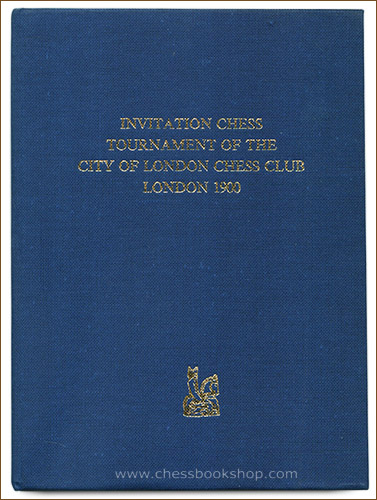 INVITATION CHESS
TOURNAMENT OF THE
CITY OF LONDON CHESS CLUB
LONDON 1900
www.chessbookshop.com